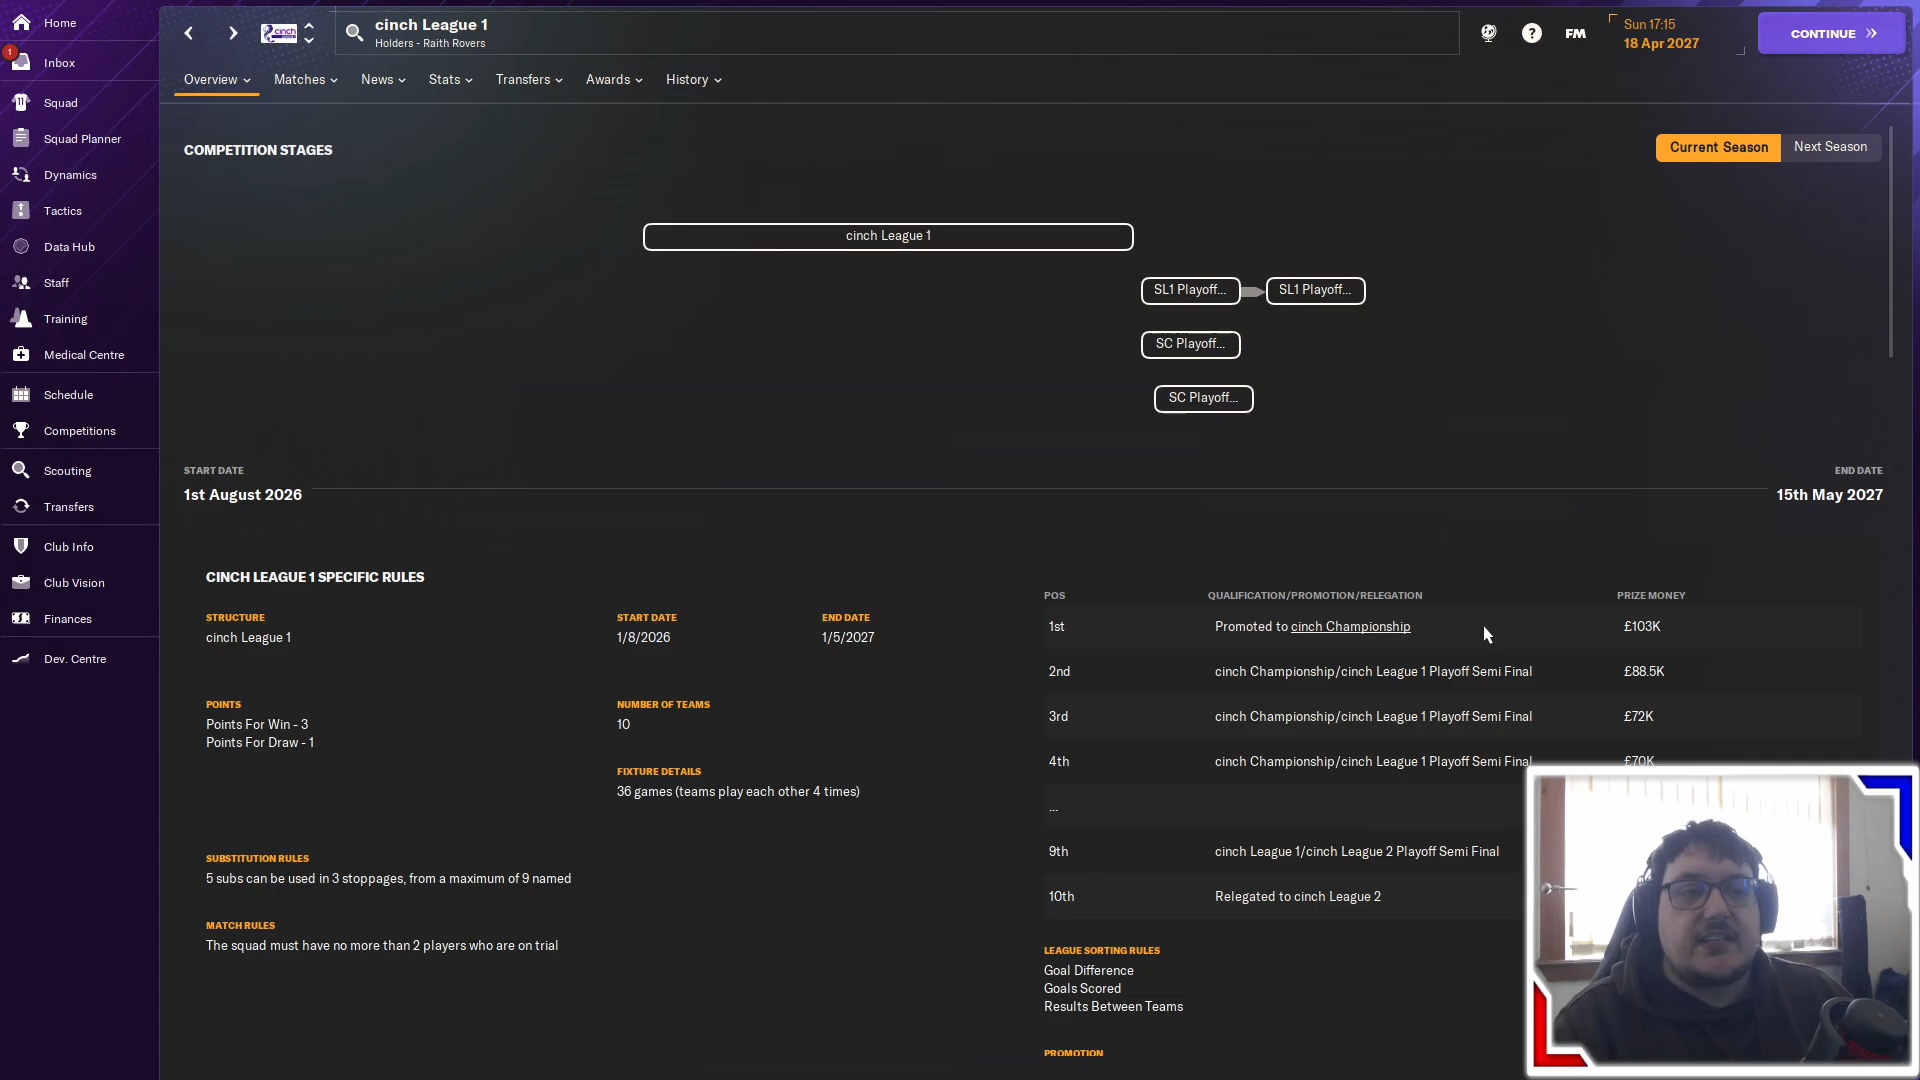 Home
1
Inbox
Squad
Squad Planner
Dynamics
Tactics
Data Hub
Staff
Training
Medical Centre
Schedule
Competitions
Scouting
Transfers
Club Info
Club Vision
Finances
Dev. Centre
cinch
cinch League 1
Holders - Raith Rovers
?
FM
Sun 17:15
18 Apr 2027
CONTINUE
Overview
Matches
News
Stats
Transfers
Awards
History
COMPETITION STAGES
Current Season
Next Season
cinch League 1
SL1 Playoff...
SL1 Playoff...
SC Playoff...
SC Playoff...
START DATE
1st August 2026
END DATE
15th May 2027
CINCH LEAGUE 1 SPECIFIC RULES
STRUCTURE
cinch League 1
START DATE
1/8/2026
END DATE
1/5/2027
POINTS
Points For Win - 3
Points For Draw - 1
NUMBER OF TEAMS
10
FIXTURE DETAILS
36 games (teams play each other 4 times)
SUBSTITUTION RULES
5 subs can be used in 3 stoppages, from a maximum of 9 named
MATCH RULES
The squad must have no more than 2 players who are on trial
POS QUALIFICATION/PROMOTION/RELEGATION PRIZE MONEY
1st Promoted to cinch Championship £103K
2nd cinch Championship/cinch League 1 Playoff Semi Final £88.5K
3rd cinch Championship/cinch League 1 Playoff Semi Final £72K
4th cinch Championship/cinch League 1 Playoff Semi Final £70K
...
9th cinch League 1/cinch League 2 Playoff Semi Final
10th Relegated to cinch League 2
LEAGUE SORTING RULES
Goal Difference
Goals Scored
Results Between Teams
PROMOTION